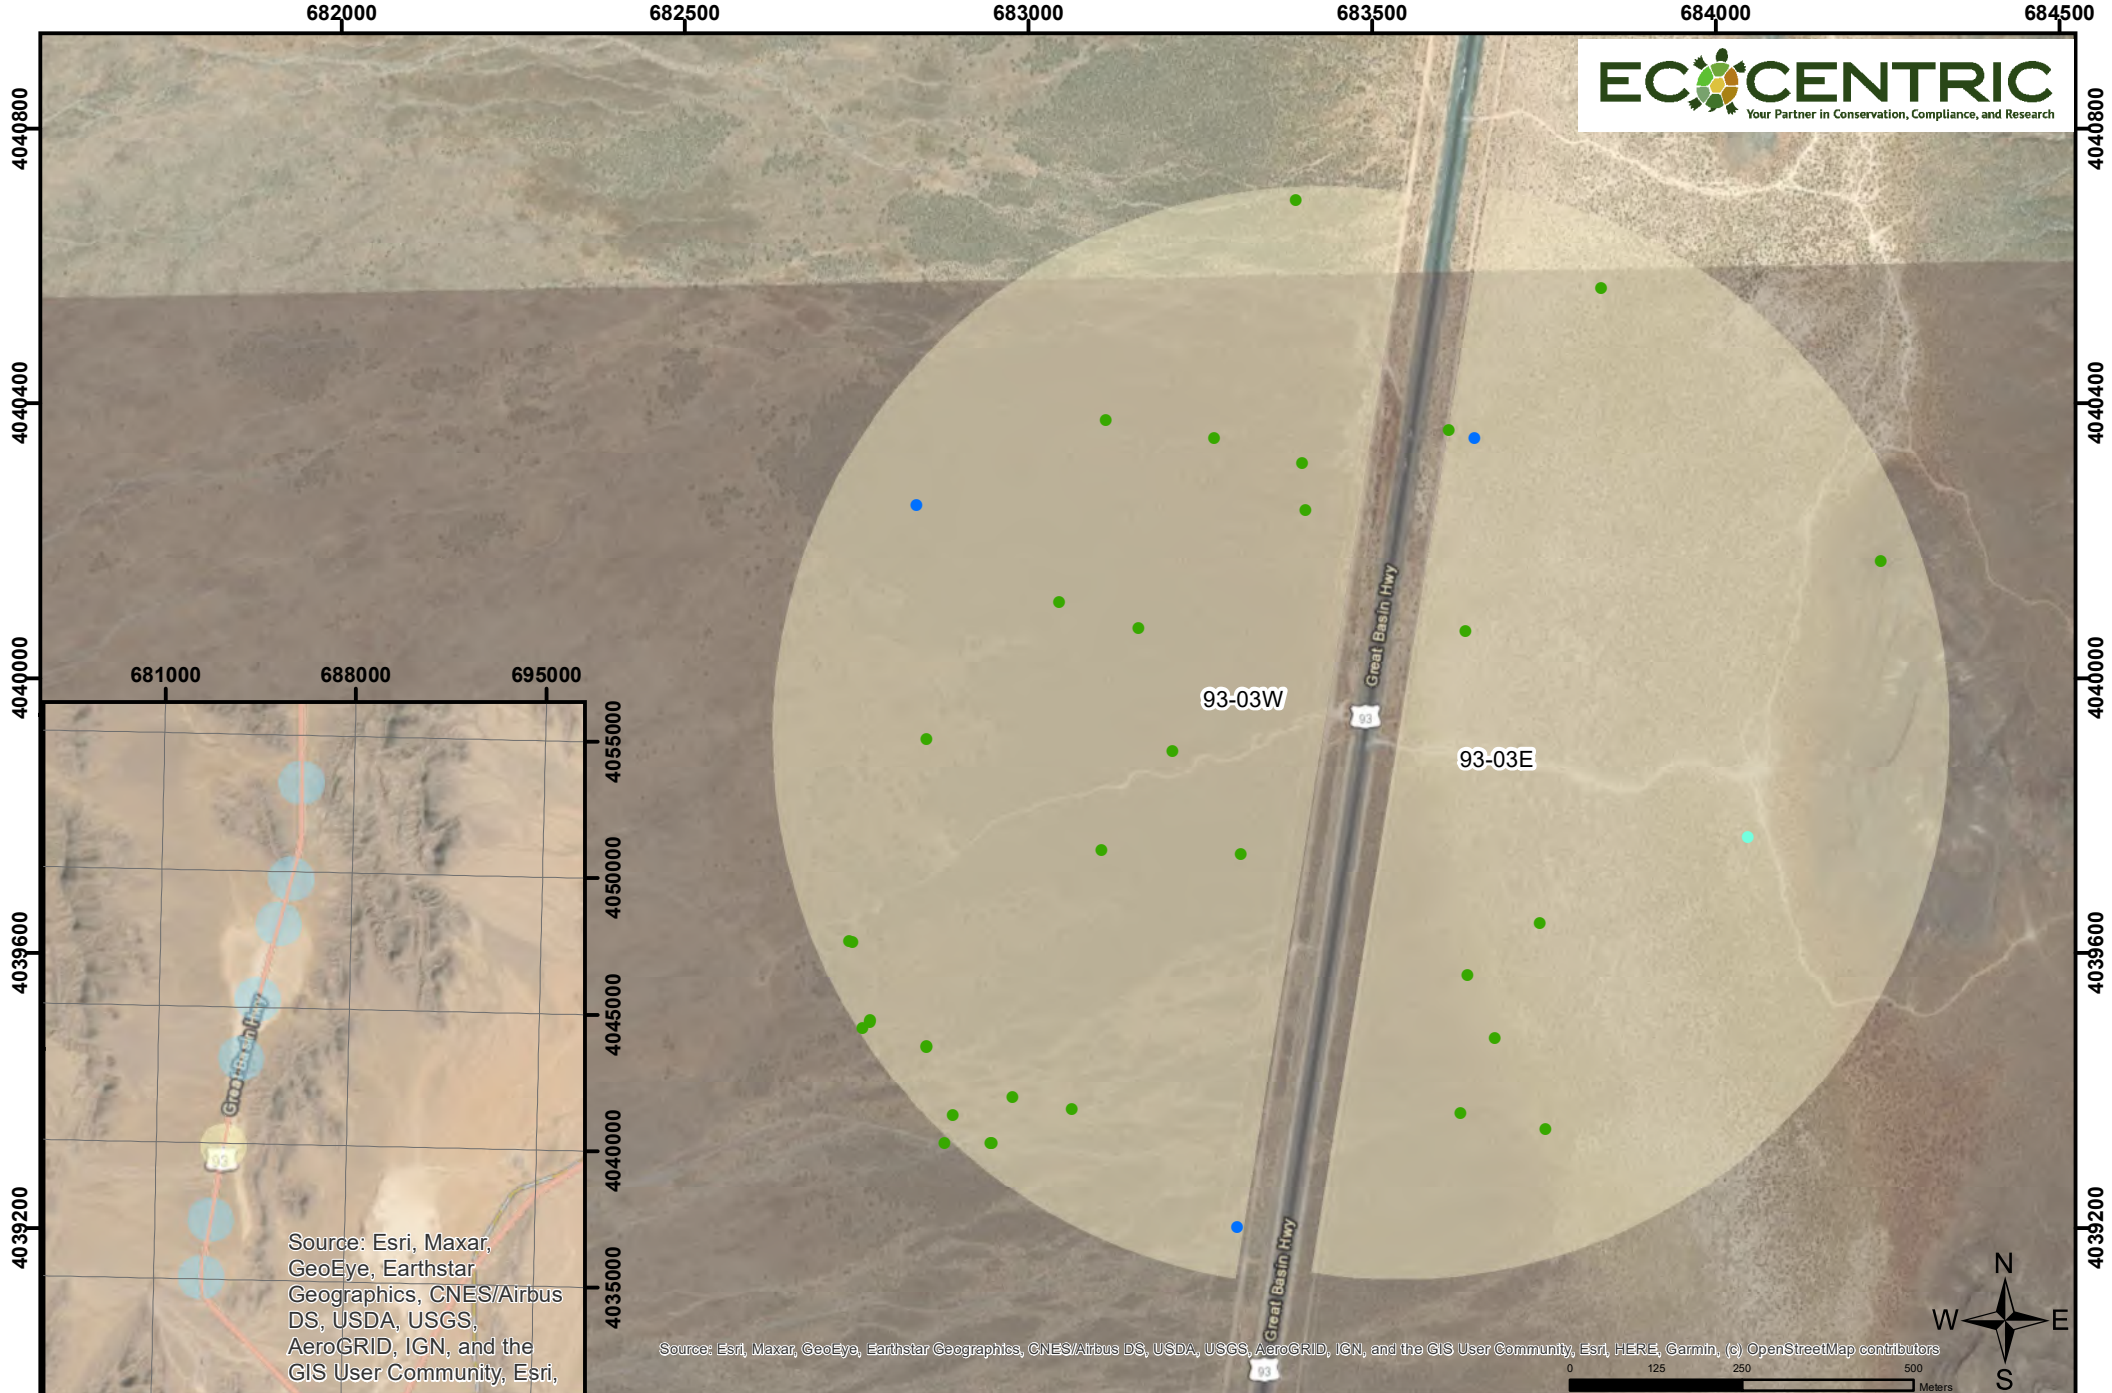 682000 682500 683000 683500 684000 684500
ECOCENTRIC
Your Partner in Conservation, Compliance, and Research
4040800
4040400
4040000
4039600
4039200
4040800
4040400
4040000
4039600
4039200
Great Basin Hwy
93-03W
93
93-03E
Great Basin Hwy
93
681000 688000 695000
4055000
4050000
4045000
4040000
4035000
Great Basin Hwy
93
Source: Esri, Maxar,
GeoEye, Earthstar
Geographics, CNES/Airbus
DS, USDA, USGS,
AeroGRID, IGN, and the
GIS User Community, Esri,
Source: Esri, Maxar, GeoEye, Earthstar Geographics, CNES/Airbus DS, USDA, USGS, AeroGRID, IGN, and the GIS User Community, Esri, HERE, Garmin, (c) OpenStreetMap contributors
N
W E
S
0 125 250 500
Meters